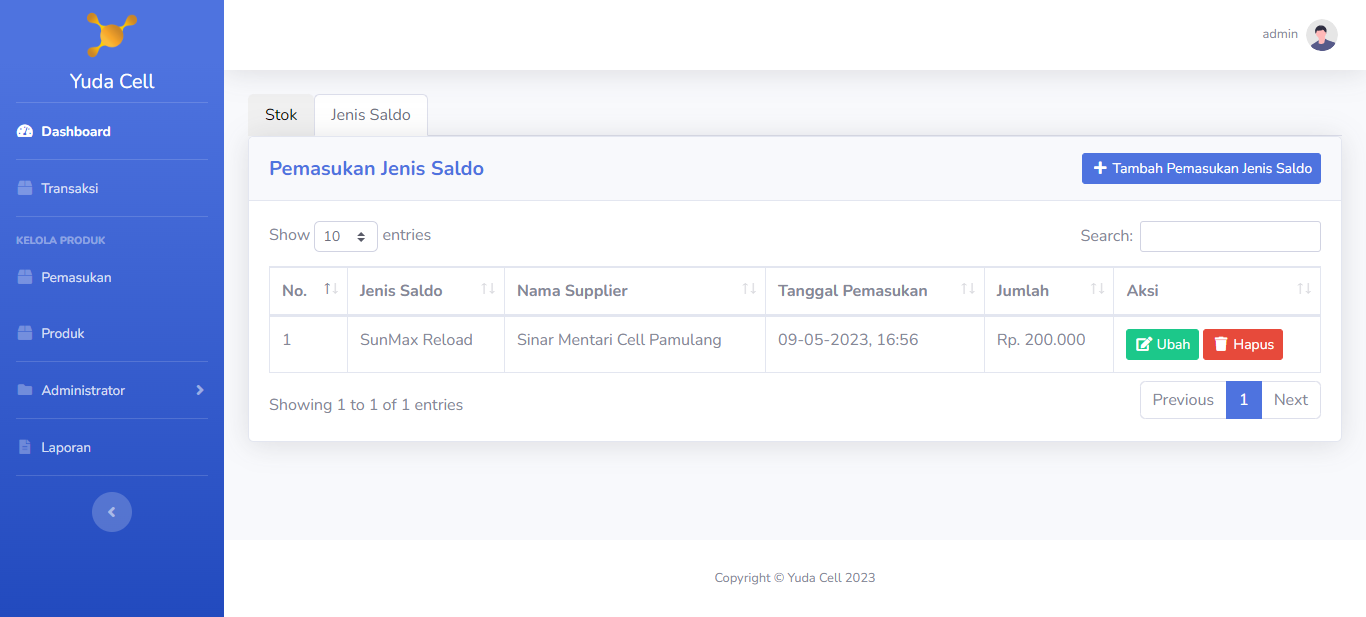 Yuda Cell
Dashboard
Transaksi
KELOLA PRODUK
Pemasukan
Produk
Administrator
Laporan
admin
Stok Jenis Saldo
Pemasukan Jenis Saldo Tambah Pemasukan Jenis Saldo
Show 10 entries Search:
No. Jenis Saldo Nama Supplier Tanggal Pemasukan Jumlah Aksi
1 SunMax Reload Sinar Mentari Cell Pamulang 09-05-2023, 16:56 Rp. 200.000 Ubah Hapus
Showing 1 to 1 of 1 entries Previous 1 Next
Copyright © Yuda Cell 2023